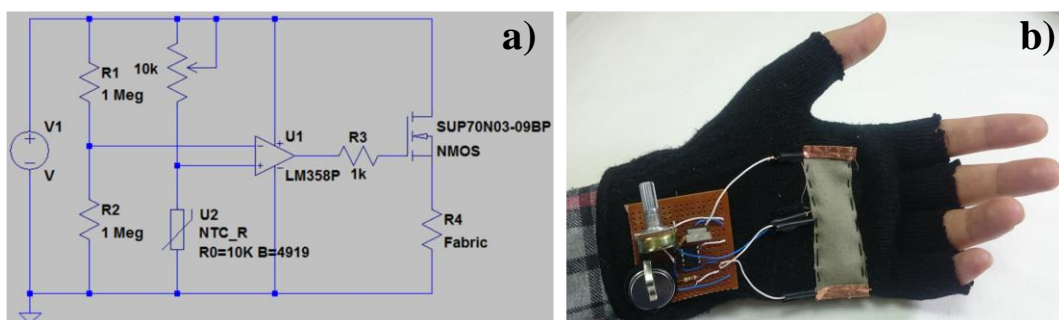 a)
R1
1 Meg
10k
V1
V
U1
LM358P
R3
1k
SUP70N03-09BP
NMOS
R2
1 Meg
U2
NTC_R
R0=10K B=4919
R4
Fabric
b)